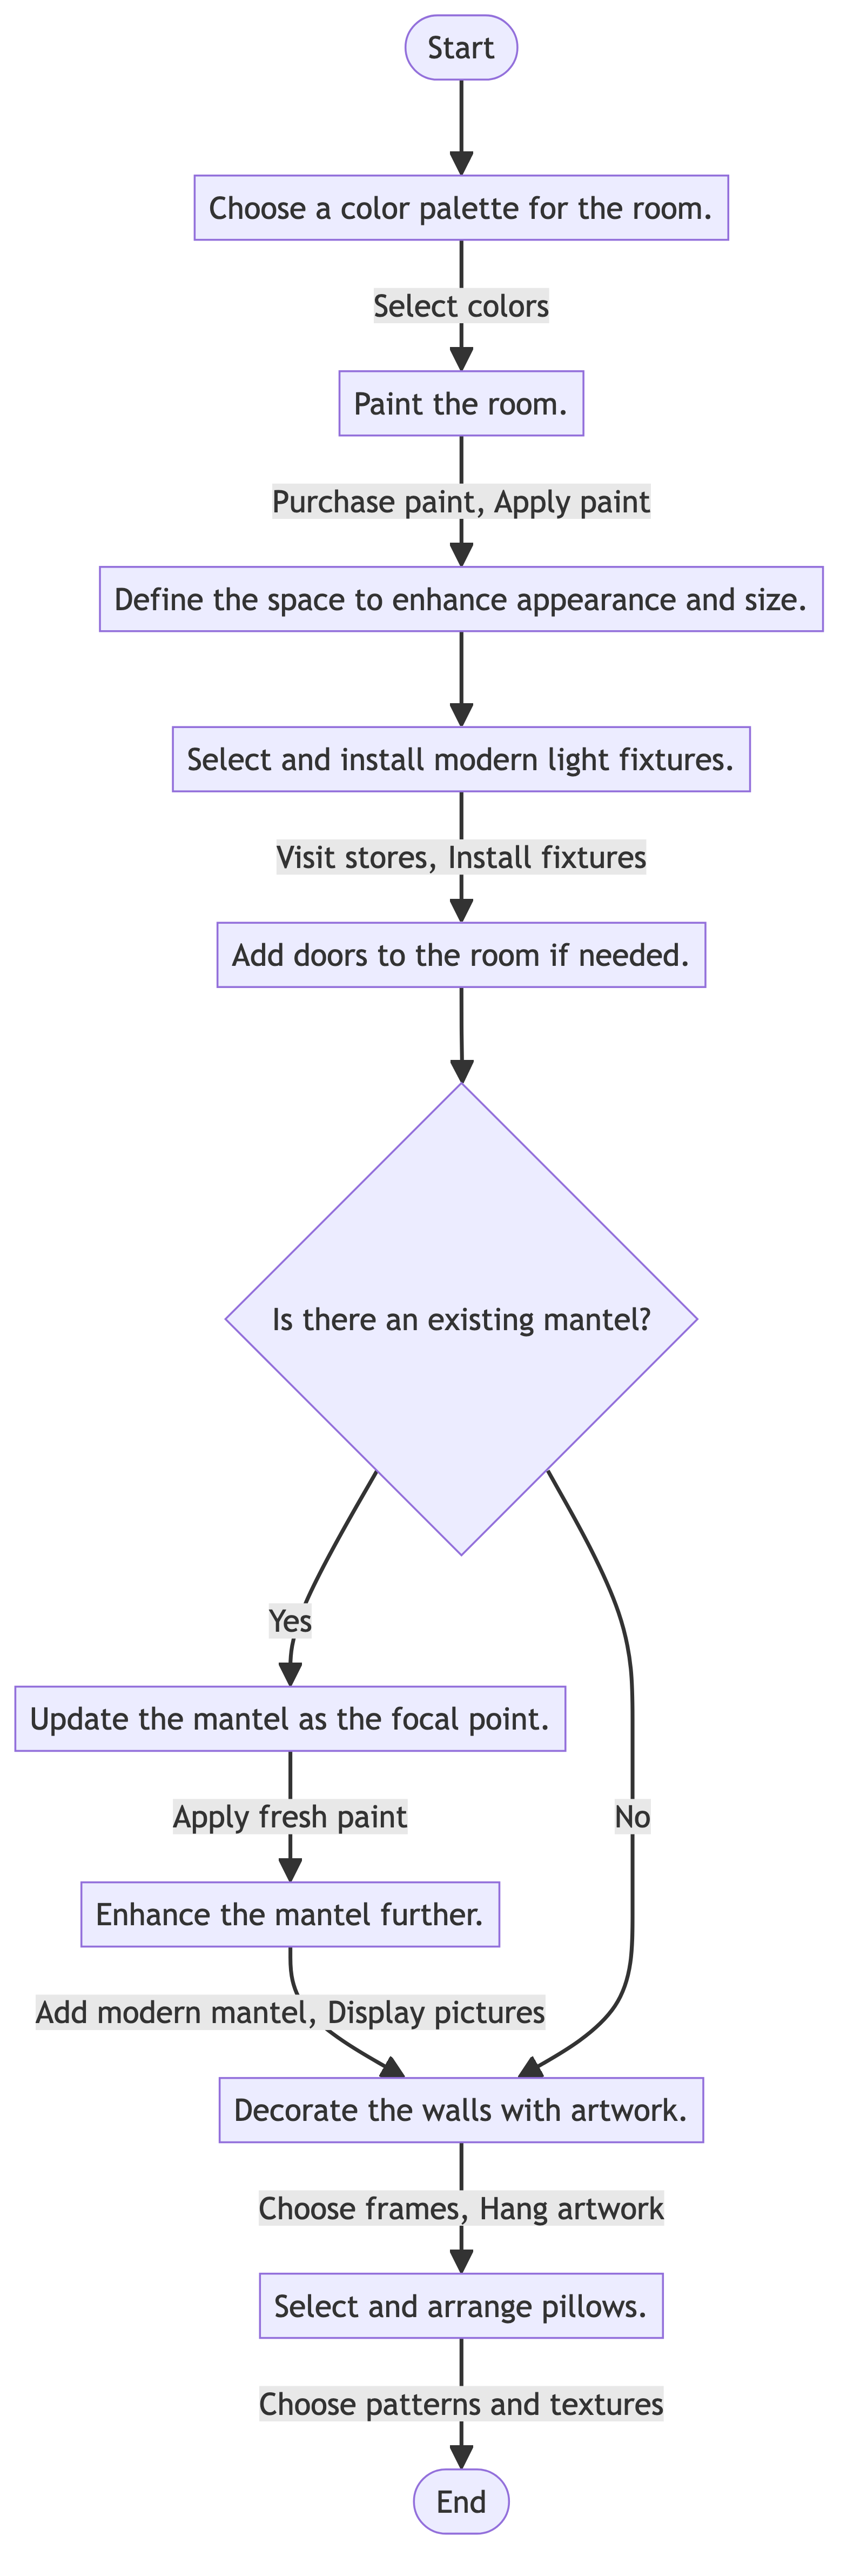 Start
Choose a color palette for the room.
Select colors
Paint the room.
Purchase paint, Apply paint
Define the space to enhance appearance and size.
Select and install modern light fixtures.
Visit stores, Install fixtures
Add doors to the room if needed.
Is there an existing mantel?
Yes
Update the mantel as the focal point.
Apply fresh paint
No
Enhance the mantel further.
Add modern mantel, Display pictures
Decorate the walls with artwork.
Choose frames, Hang artwork
Select and arrange pillows.
Choose patterns and textures
End